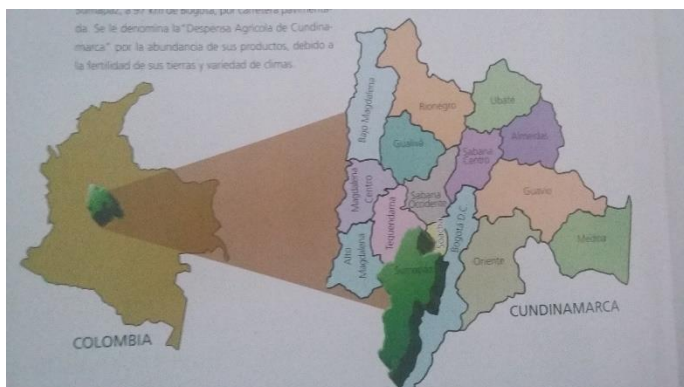 Sumapaz, a 97 km de Bogotá, por carretera pavimenta-
da. Se le denomina la "Despensa Agrícola de Cundina-
marca" por la abundancia de sus productos, debido a
la fertilidad de sus tierras y variedad de climas.
Bajo Magdalena
Rionegro
Ubaté
Gualivá
Almeidas
Sabana
Centro
Magdalena
Centro
Sabana
Occidente
Guavio
Tequendama
Soacha
Bogotá D.C.
Alto
Magdalena
Sumapaz
Oriente
Medina
COLOMBIA
CUNDINAMARCA